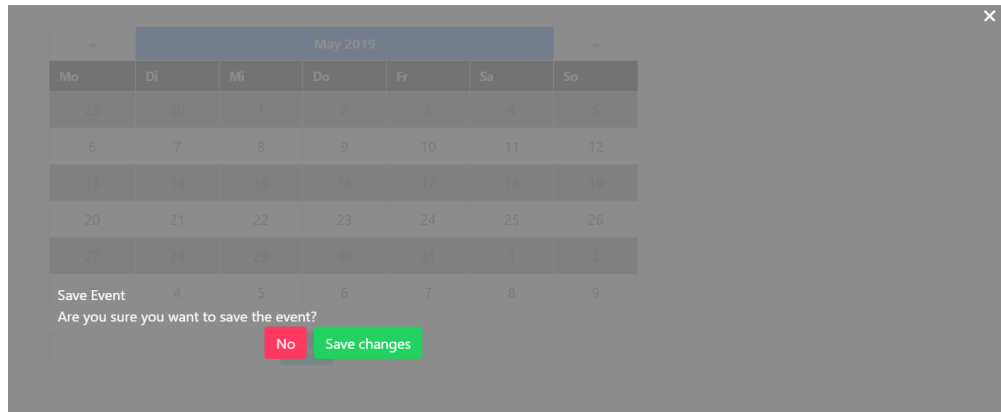 ×
« May 2019 »
Mo Di Mi Do Fr Sa So
29 30 1 2 3 4 5
6 7 8 9 10 11 12
13 14 15 16 17 18 19
20 21 22 23 24 25 26
27 28 29 30 31 1 2
4 5 6 7 8 9
Save Event
Are you sure you want to save the event?
No Save changes